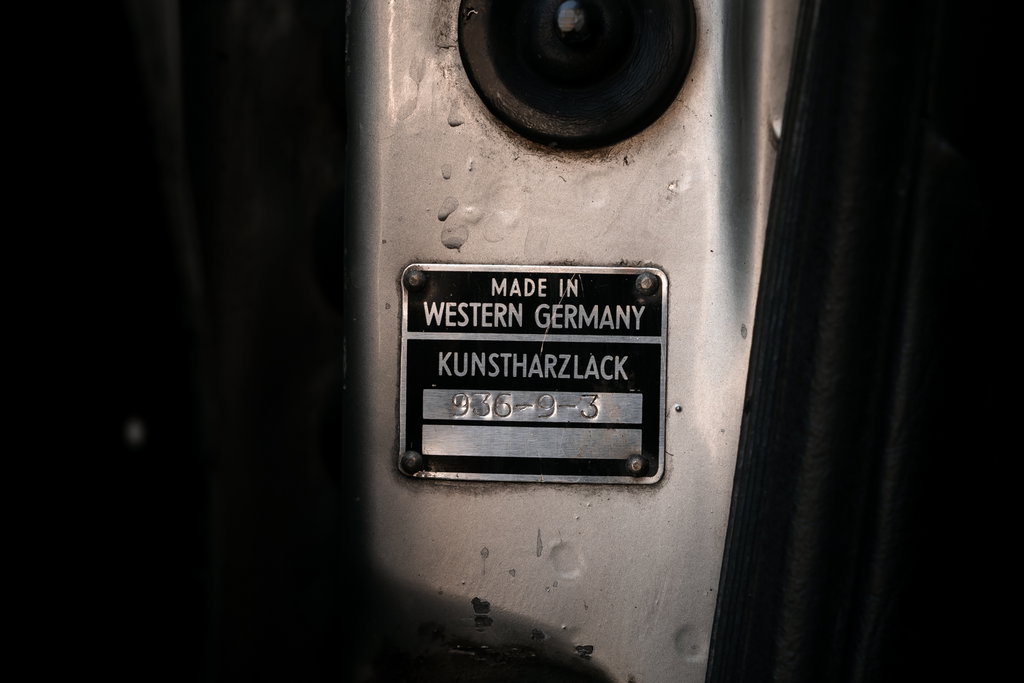 MADE IN
WESTERN GERMANY
KUNSTHARZLACK
936-9-3